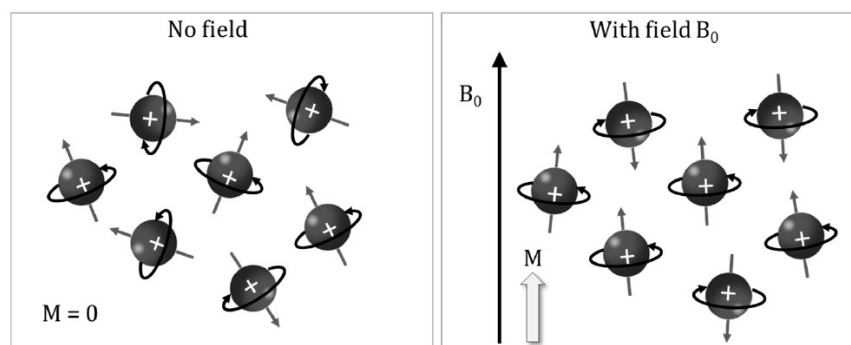 No field
M = 0
With field B₀
B₀
M